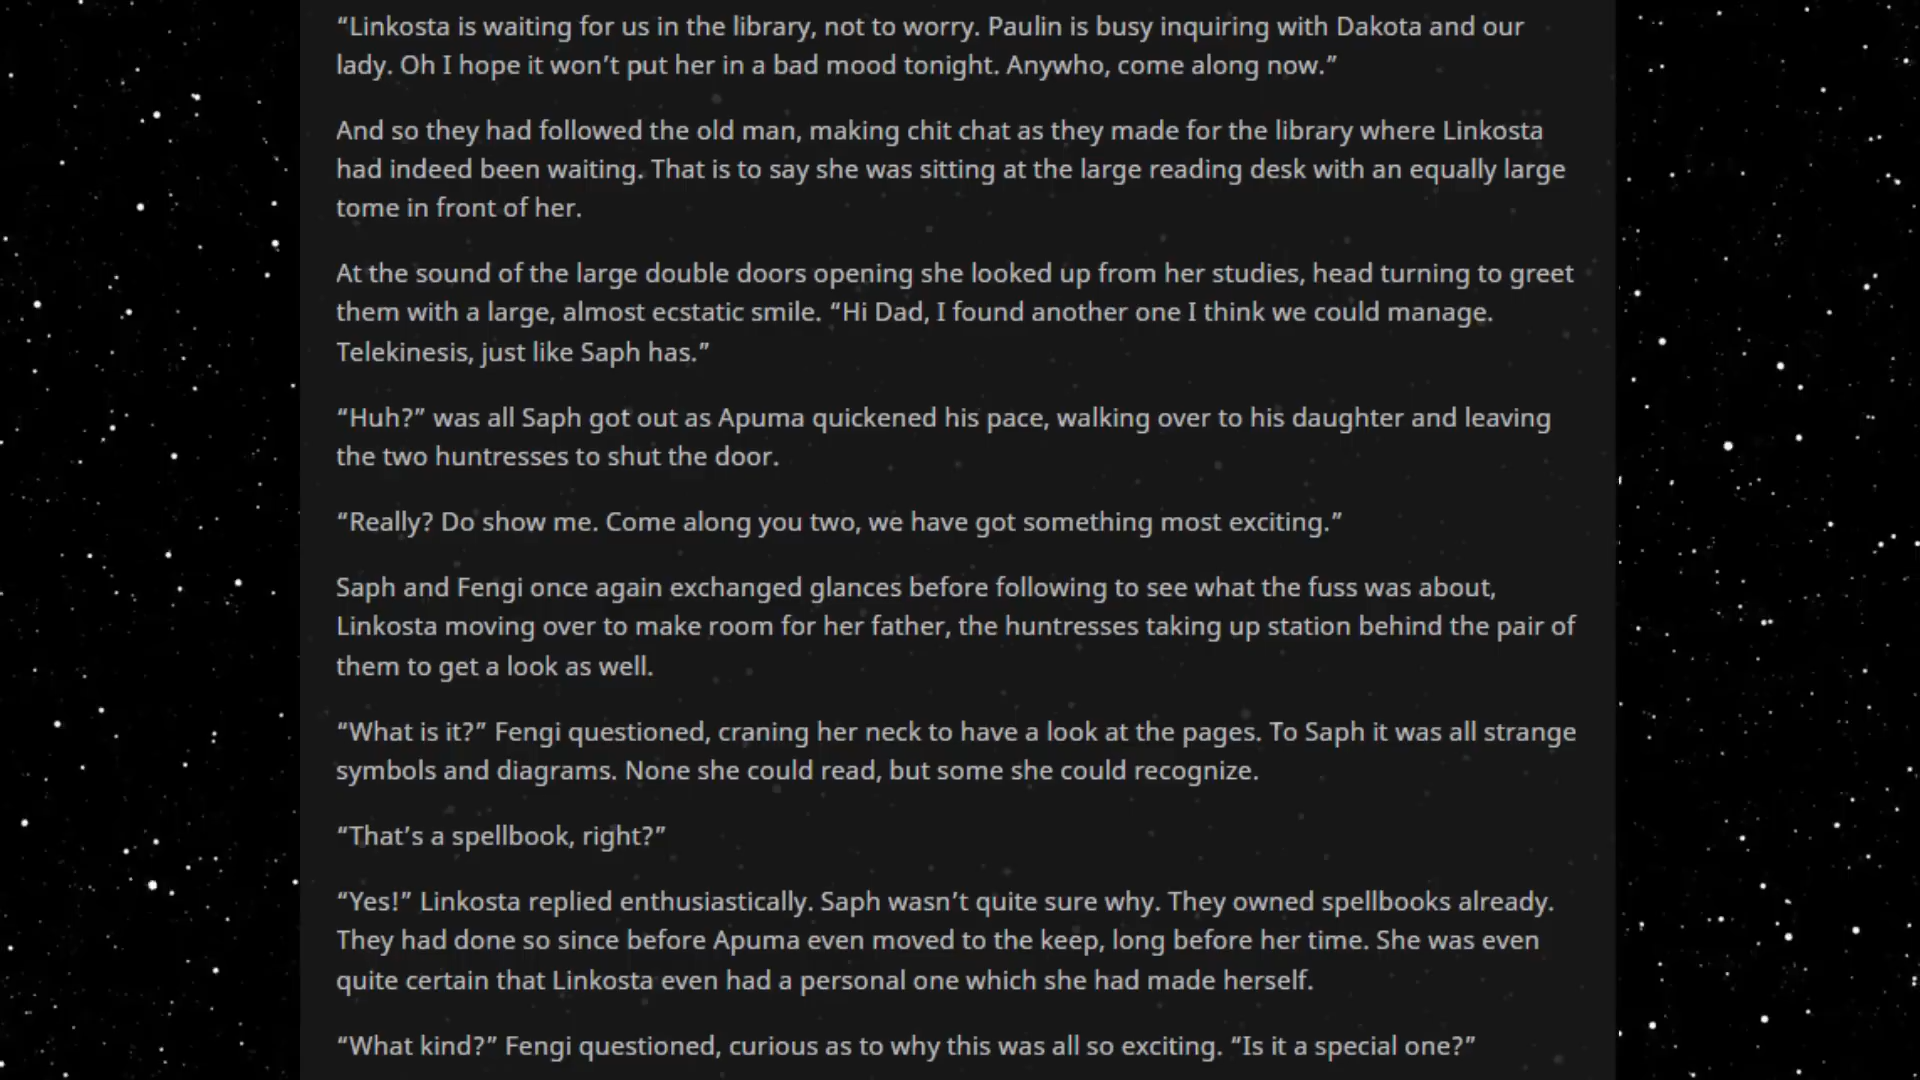 “Linkosta is waiting for us in the library, not to worry. Paulin is busy inquiring with Dakota and our
lady. Oh I hope it won’t put her in a bad mood tonight. Anywho, come along now.”
And so they had followed the old man, making chit chat as they made for the library where Linkosta
had indeed been waiting. That is to say she was sitting at the large reading desk with an equally large
tome in front of her.
At the sound of the large double doors opening she looked up from her studies, head turning to greet
them with a large, almost ecstatic smile. “Hi Dad, I found another one I think we could manage.
Telekinesis, just like Saph has.”
“Huh?” was all Saph got out as Apuma quickened his pace, walking over to his daughter and leaving
the two huntresses to shut the door.
“Really? Do show me. Come along you two, we have got something most exciting.”
Saph and Fengi once again exchanged glances before following to see what the fuss was about,
Linkosta moving over to make room for her father, the huntresses taking up station behind the pair of
them to get a look as well.
“What is it?” Fengi questioned, craning her neck to have a look at the pages. To Saph it was all strange
symbols and diagrams. None she could read, but some she could recognize.
“That’s a spellbook, right?”
“Yes!” Linkosta replied enthusiastically. Saph wasn’t quite sure why. They owned spellbooks already.
They had done so since before Apuma even moved to the keep, long before her time. She was even
quite certain that Linkosta even had a personal one which she had made herself.
“What kind?” Fengi questioned, curious as to why this was all so exciting. “Is it a special one?”